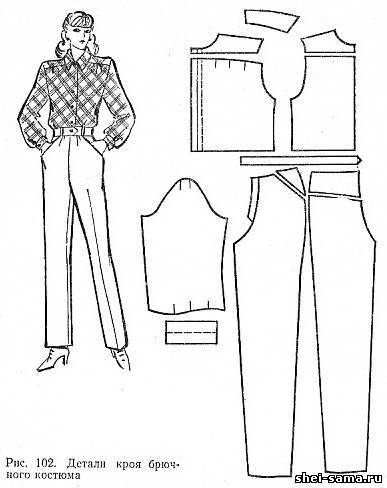 Рис. 102. Детали кроя брюч-
ного костюма
shei-sama.ru